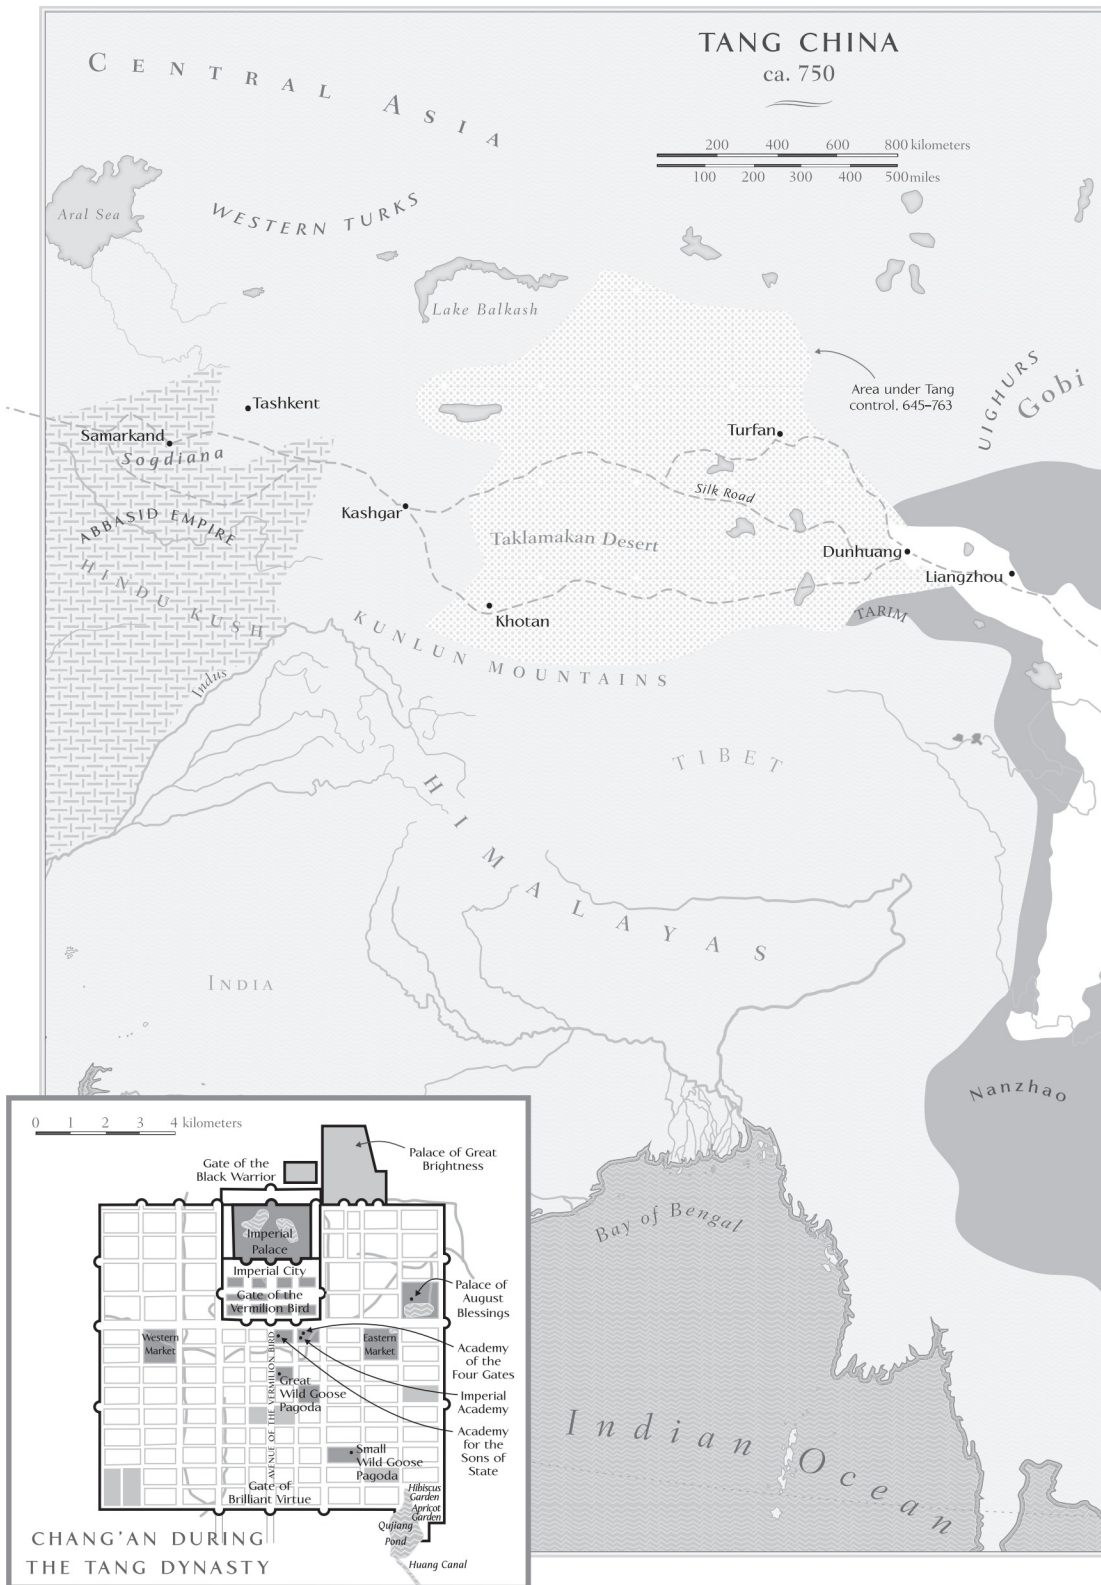 TANG CHINA
ca. 750
200 400 600 800 kilometers
100 200 300 400 500 miles
CENTRAL ASIA
Aral Sea
WESTERN TURKS
Lake Balkash
Area under Tang
control, 645–763
UIGHURS
Gobi
Tashkent
Samarkand
Sogdiana
Turfan
Silk Road
Kashgar
ABBASID EMPIRE
Taklamakan Desert
Dunhuang
Liangzhou
HINDU KUSH
Khotan
TARIM
KUNLUN MOUNTAINS
Indus
TIBET
HIMALAYAS
INDIA
Nanzhao
Bay of Bengal
Indian Ocean
0 1 2 3 4 kilometers
Palace of Great
Brightness
Gate of the
Black Warrior
Imperial
Palace
Imperial City
Gate of the
Vermilion Bird
Palace of
August
Blessings
Western
Market
AVENUE OF THE VERMILION BIRD
Eastern
Market
Academy
of the
Four Gates
Great
Wild Goose
Pagoda
Imperial
Academy
Academy
for the
Sons of
State
Small
Wild Goose
Pagoda
Gate of
Brilliant Virtue
Hibiscus
Garden
Apricot
Garden
Qujiang
Pond
Huang Canal
CHANG'AN DURING
THE TANG DYNASTY